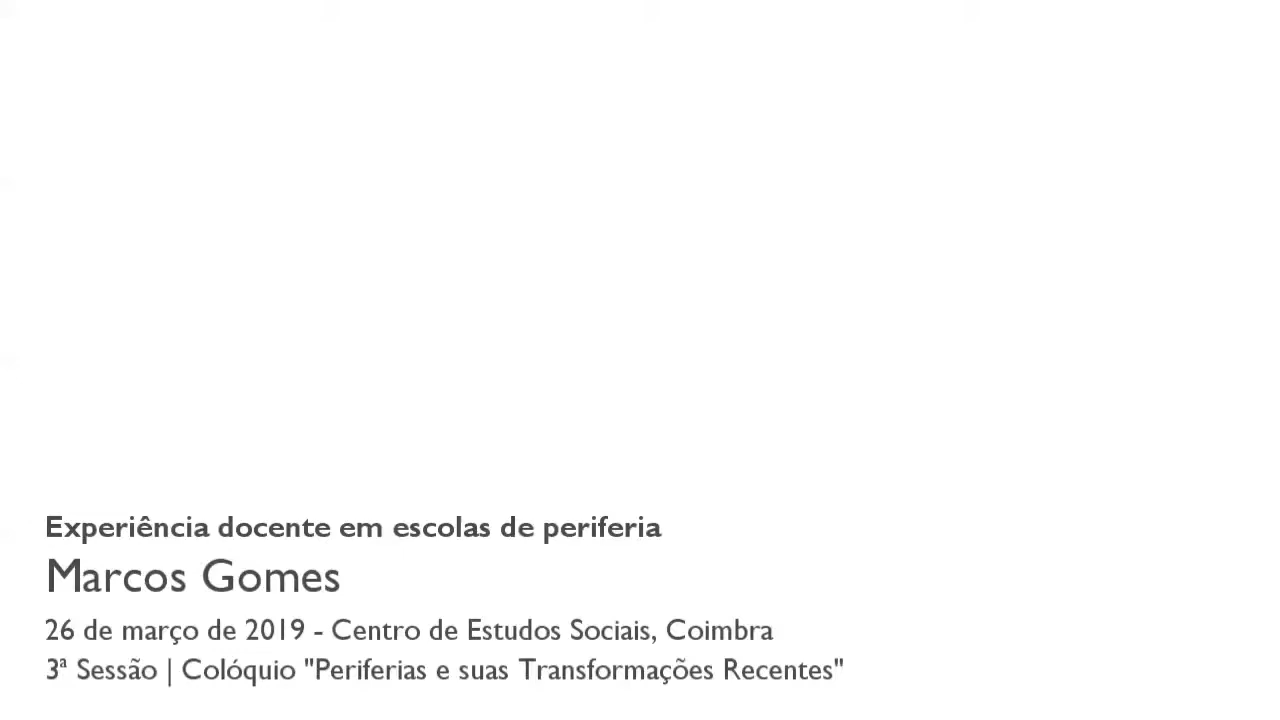 Experiência docente em escolas de periferia
Marcos Gomes
26 de março de 2019 - Centro de Estudos Sociais, Coimbra
3ª Sessão | Colóquio "Periferias e suas Transformações Recentes"